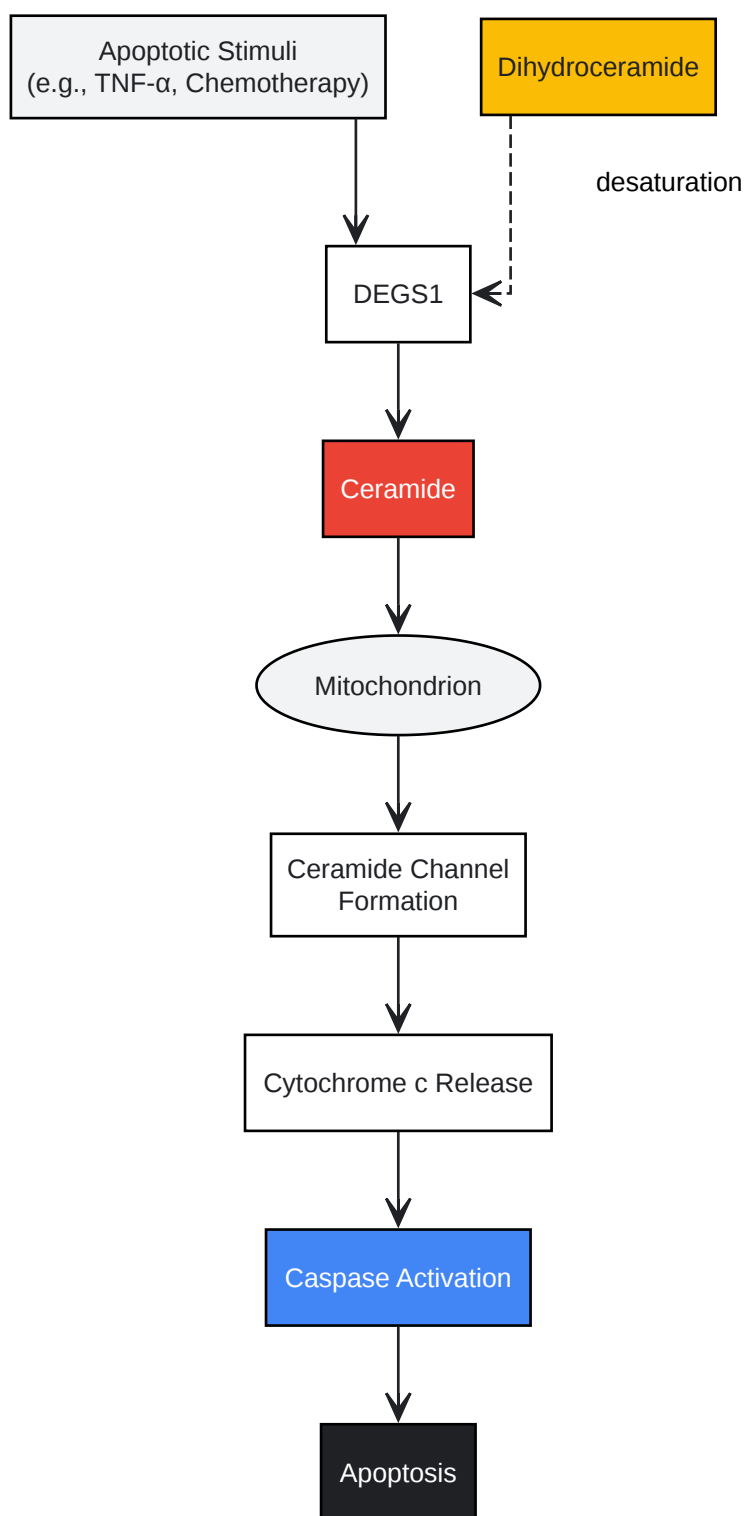 Apoptotic Stimuli
(e.g., TNF-α, Chemotherapy)
Dihydroceramide
desaturation
DEGS1
Ceramide
Mitochondrion
Ceramide Channel
Formation
Cytochrome c Release
Caspase Activation
Apoptosis